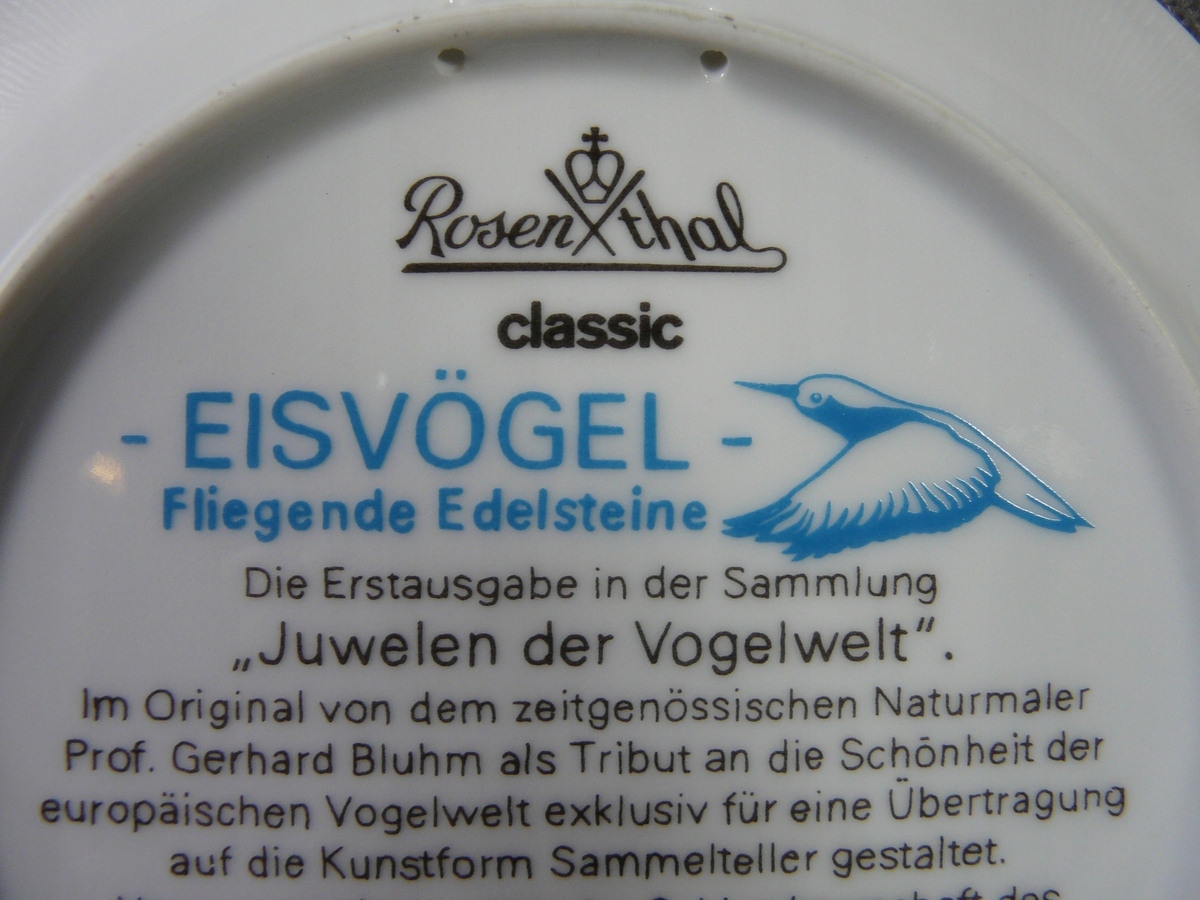 Rosenthal
classic
- EISVÖGEL -
Fliegende Edelsteine
Die Erstausgabe in der Sammlung
„Juwelen der Vogelwelt“.
Im Original von dem zeitgenössischen Naturmaler
Prof. Gerhard Bluhm als Tribut an die Schönheit der
europäischen Vogelwelt exklusiv für eine Übertragung
auf die Kunstform Sammelteller gestaltet.
des